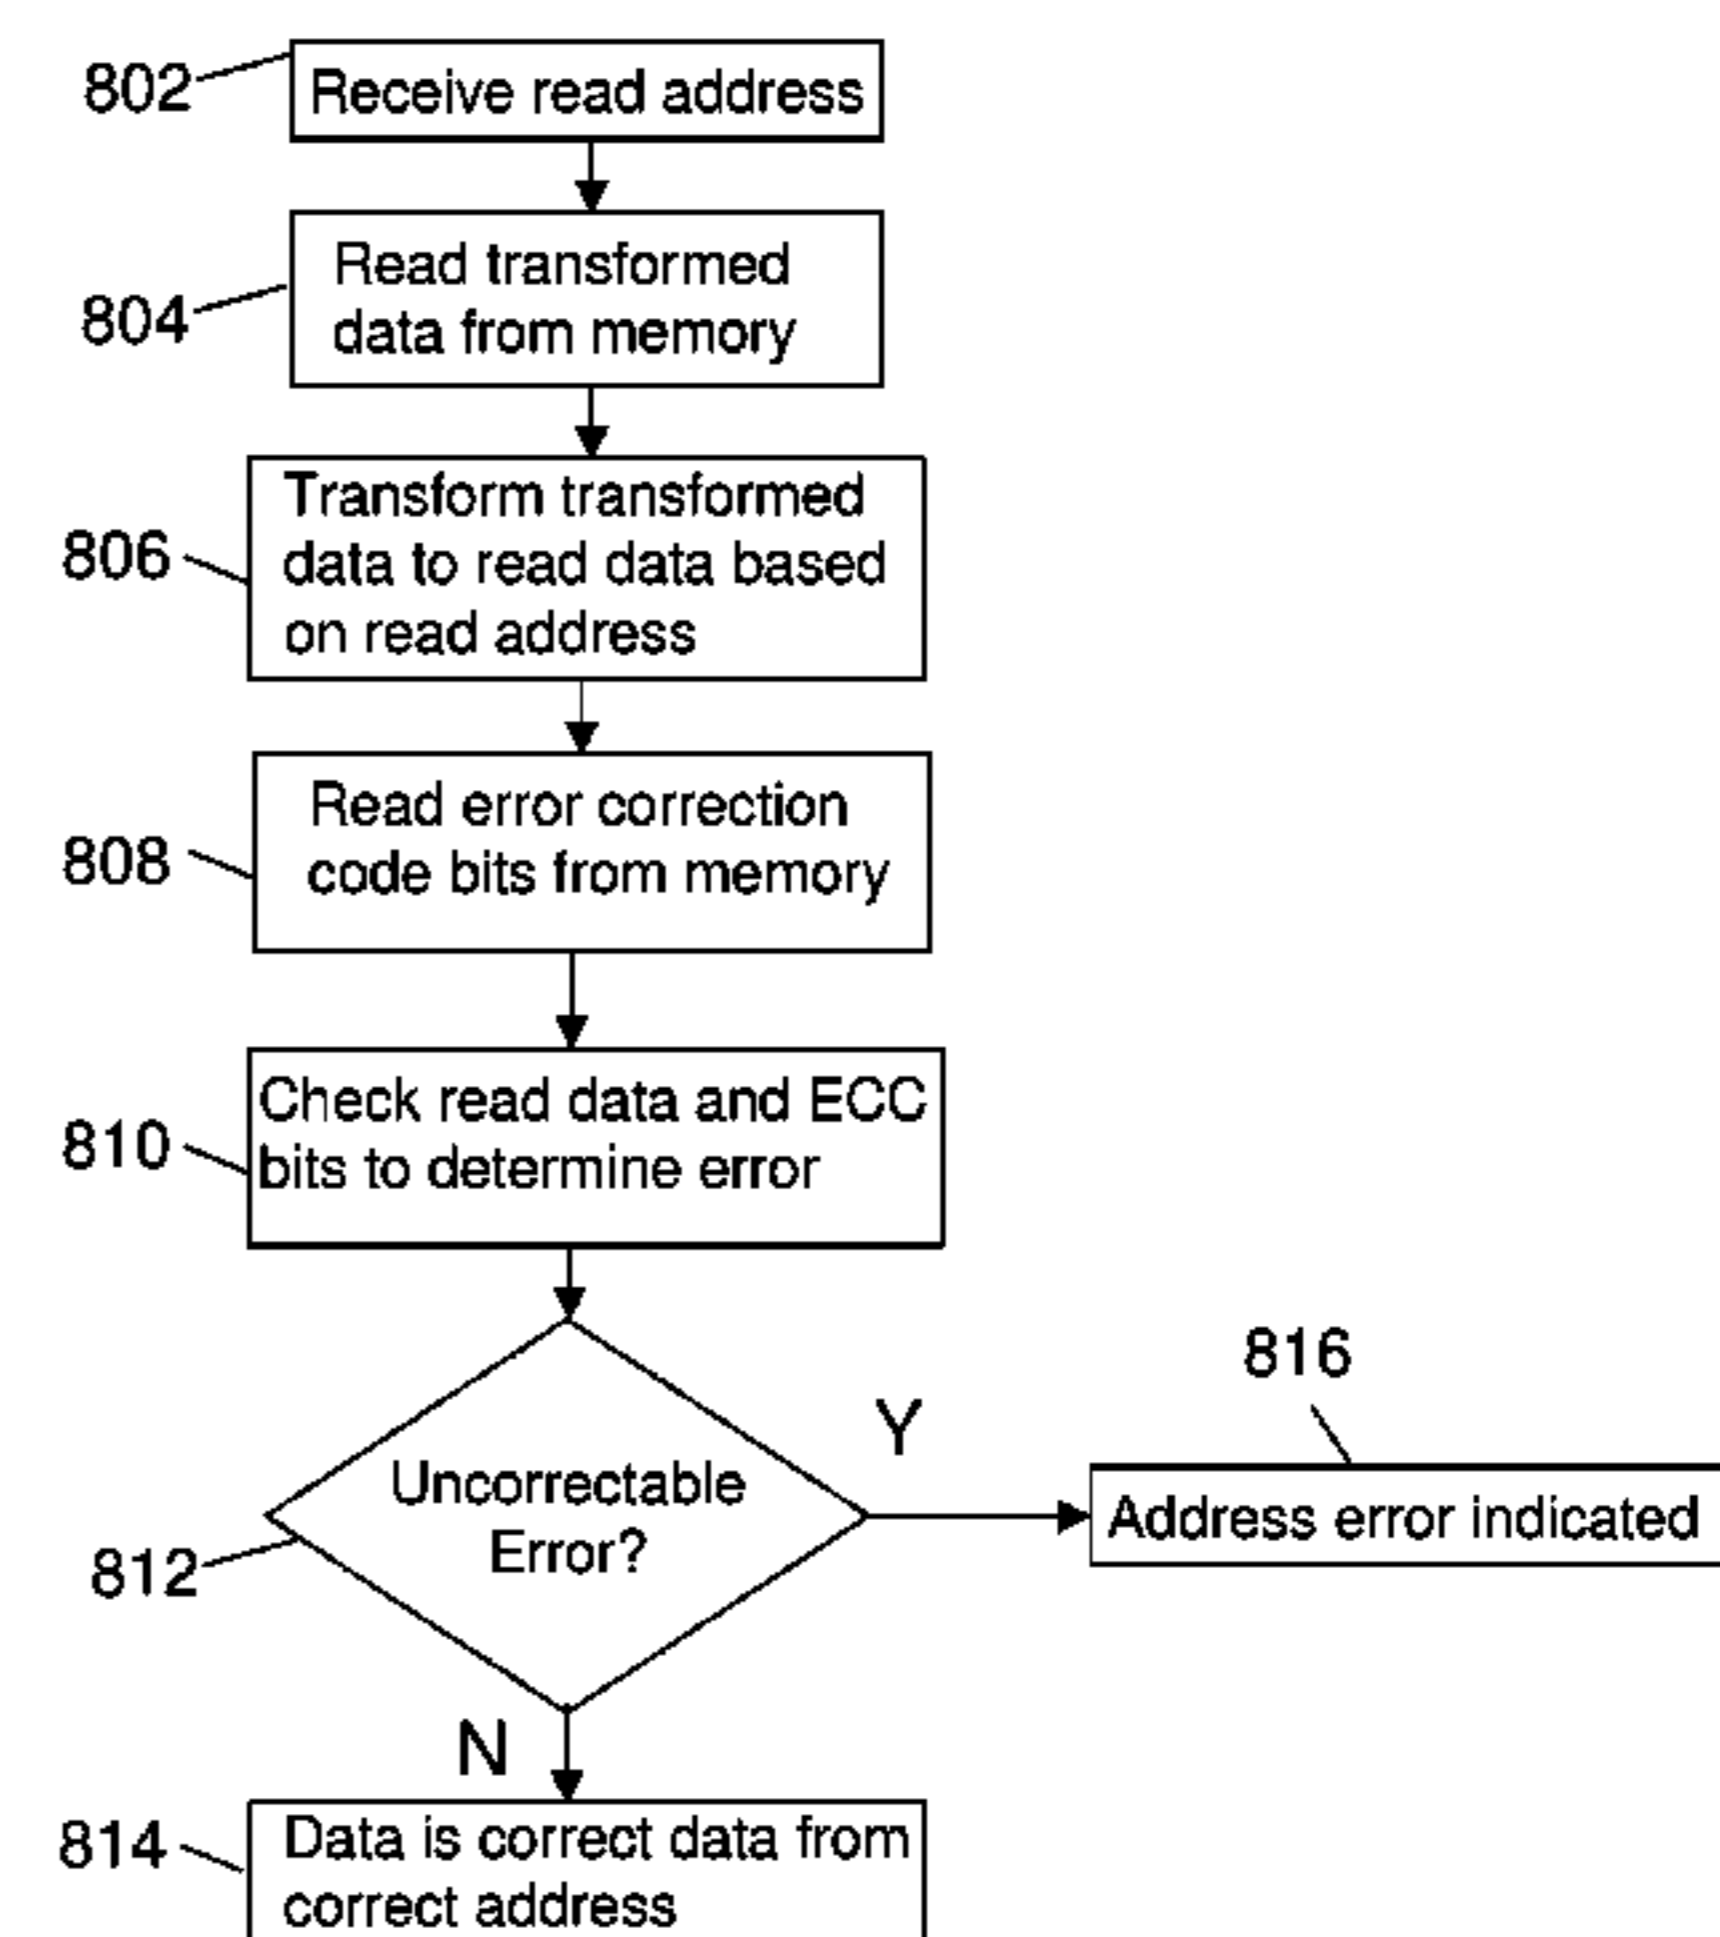 802
Receive read address
804
Read transformed
data from memory
806
Transform transformed
data to read data based
on read address
808
Read error correction
code bits from memory
810
Check read data and ECC
bits to determine error
812
Uncorrectable
Error?
Y
816
Address error indicated
N
814
Data is correct data from
correct address